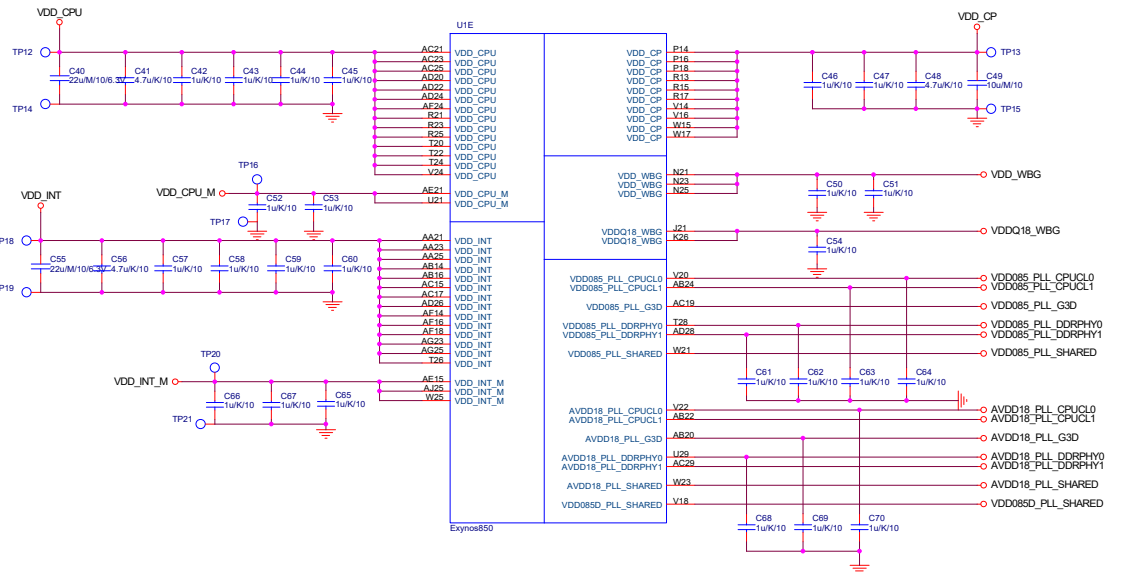 VDD_CPU
TP12
TP14
C40
22u/M/10/6.3V
C41
4.7u/K/10
C42
1u/K/10
C43
1u/K/10
C44
1u/K/10
C45
1u/K/10
U1E
AC21 VDD_CPU
AC23 VDD_CPU
AC25 VDD_CPU
AD20 VDD_CPU
AD22 VDD_CPU
AD24 VDD_CPU
AF24 VDD_CPU
R21 VDD_CPU
R23 VDD_CPU
R25 VDD_CPU
T20 VDD_CPU
T22 VDD_CPU
T24 VDD_CPU
V24 VDD_CPU
VDD_CP P14
VDD_CP P16
VDD_CP P18
VDD_CP R13
VDD_CP R15
VDD_CP R17
VDD_CP V14
VDD_CP V16
VDD_CP W15
VDD_CP W17
VDD_CP
TP13
TP15
C46
1u/K/10
C47
1u/K/10
C48
4.7u/K/10
C49
10u/M/10
TP16
VDD_CPU_M
TP17
C52
1u/K/10
C53
1u/K/10
AE21 VDD_CPU_M
U21 VDD_CPU_M
VDD_WBG N21
VDD_WBG N23
VDD_WBG N25
C50
1u/K/10
C51
1u/K/10
VDD_WBG
VDDQ18_WBG J21
VDDQ18_WBG K26
C54
1u/K/10
VDDQ18_WBG
VDD_INT
TP18
TP19
C55
22u/M/10/6.3V
C56
4.7u/K/10
C57
1u/K/10
C58
1u/K/10
C59
1u/K/10
C60
1u/K/10
AA21 VDD_INT
AA23 VDD_INT
AA25 VDD_INT
AB14 VDD_INT
AB16 VDD_INT
AC15 VDD_INT
AC17 VDD_INT
AD26 VDD_INT
AF14 VDD_INT
AF16 VDD_INT
AF18 VDD_INT
AG23 VDD_INT
AG25 VDD_INT
T26 VDD_INT
VDD085_PLL_CPUCL0 V20 VDD085_PLL_CPUCL0
VDD085_PLL_CPUCL1 AB24 VDD085_PLL_CPUCL1
VDD085_PLL_G3D AC19 VDD085_PLL_G3D
VDD085_PLL_DDRPHY0 T28 VDD085_PLL_DDRPHY0
VDD085_PLL_DDRPHY1 AD28 VDD085_PLL_DDRPHY1
VDD085_PLL_SHARED W21 VDD085_PLL_SHARED
C61
1u/K/10
C62
1u/K/10
C63
1u/K/10
C64
1u/K/10
TP20
VDD_INT_M
TP21
C66
1u/K/10
C67
1u/K/10
C65
1u/K/10
AE15 VDD_INT_M
AJ25 VDD_INT_M
W25 VDD_INT_M
AVDD18_PLL_CPUCL0 V22 AVDD18_PLL_CPUCL0
AVDD18_PLL_CPUCL1 AB22 AVDD18_PLL_CPUCL1
AVDD18_PLL_G3D AB20 AVDD18_PLL_G3D
AVDD18_PLL_DDRPHY0 U29 AVDD18_PLL_DDRPHY0
AVDD18_PLL_DDRPHY1 AC29 AVDD18_PLL_DDRPHY1
AVDD18_PLL_SHARED W23 AVDD18_PLL_SHARED
VDD085D_PLL_SHARED V18 VDD085D_PLL_SHARED
C68
1u/K/10
C69
1u/K/10
C70
1u/K/10
Exynos850